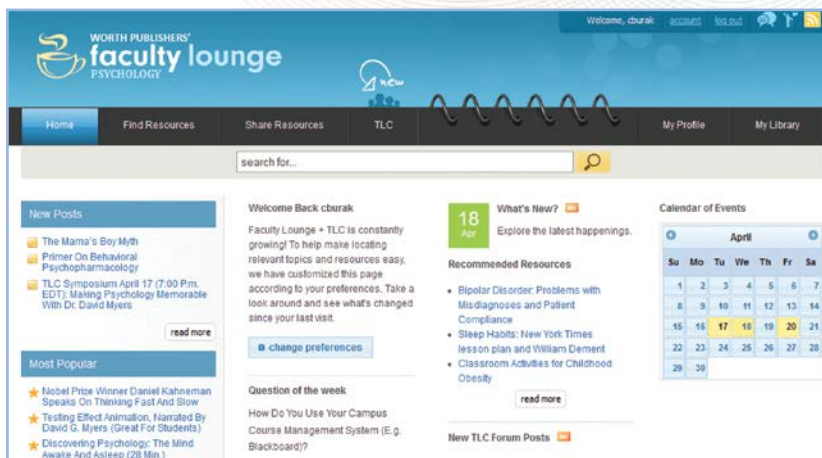 Welcome, cburak account log out
WORTH PUBLISHERS'
faculty lounge
PSYCHOLOGY
new
Home Find Resources Share Resources TLC My Profile My Library
search for...
New Posts
The Mama's Boy Myth
Primer On Behavioral
Psychopharmacology
TLC Symposium April 17 (7:00 P.m.
EDT): Making Psychology Memorable
With Dr. David Myers
read more
Most Popular
Nobel Prize Winner Daniel Kahneman
Speaks On Thinking Fast And Slow
Testing Effect Animation, Narrated By
David G. Myers (Great For Students)
Discovering Psychology: The Mind
Awake And Asleep (28 Min.)
Welcome Back cburak
Faculty Lounge + TLC is constantly
growing! To help make locating
relevant topics and resources easy,
we have customized this page
according to your preferences. Take a
look around and see what's changed
since your last visit.
change preferences
Question of the week
How Do You Use Your Campus
Course Management System (E.g.
Blackboard)?
18
Apr
What's New?
Explore the latest happenings.
Recommended Resources
Bipolar Disorder: Problems with
Misdiagnoses and Patient
Compliance
Sleep Habits: New York Times
lesson plan and William Dement
Classroom Activities for Childhood
Obesity
read more
New TLC Forum Posts
Calendar of Events
April
Su Mo Tu We Th Fr Sa
1 2 3 4 5 6 7
8 9 10 11 12 13 14
15 16 17 18 19 20 21
22 23 24 25 26 27 28
29 30